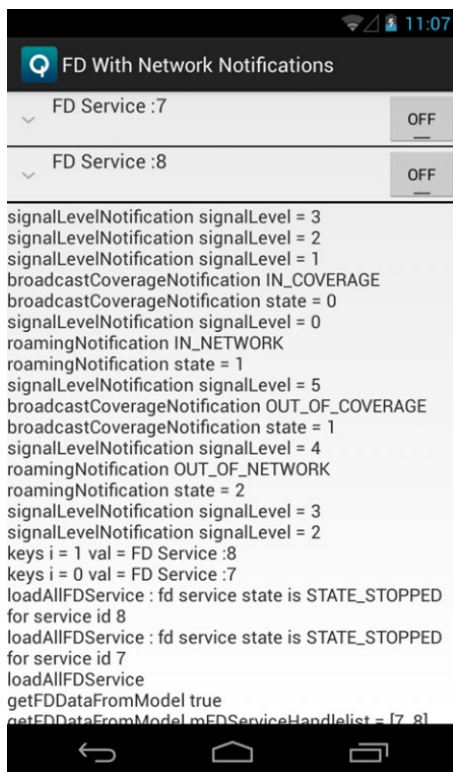 11:07
FD With Network Notifications
FD Service :7
OFF
FD Service :8
OFF
signalLevelNotification signalLevel = 3
signalLevelNotification signalLevel = 2
signalLevelNotification signalLevel = 1
broadcastCoverageNotification IN_COVERAGE
broadcastCoverageNotification state = 0
signalLevelNotification signalLevel = 0
roamingNotification IN_NETWORK
roamingNotification state = 1
signalLevelNotification signalLevel = 5
broadcastCoverageNotification OUT_OF_COVERAGE
broadcastCoverageNotification state = 1
signalLevelNotification signalLevel = 4
roamingNotification OUT_OF_NETWORK
roamingNotification state = 2
signalLevelNotification signalLevel = 3
signalLevelNotification signalLevel = 2
keys i = 1 val = FD Service :8
keys i = 0 val = FD Service :7
loadAllFDService : fd service state is STATE_STOPPED
for service id 8
loadAllFDService : fd service state is STATE_STOPPED
for service id 7
loadAllFDService
getFDDataFromModel true
getFDDataFromModel mFDServiceHandlelist = [7, 8]